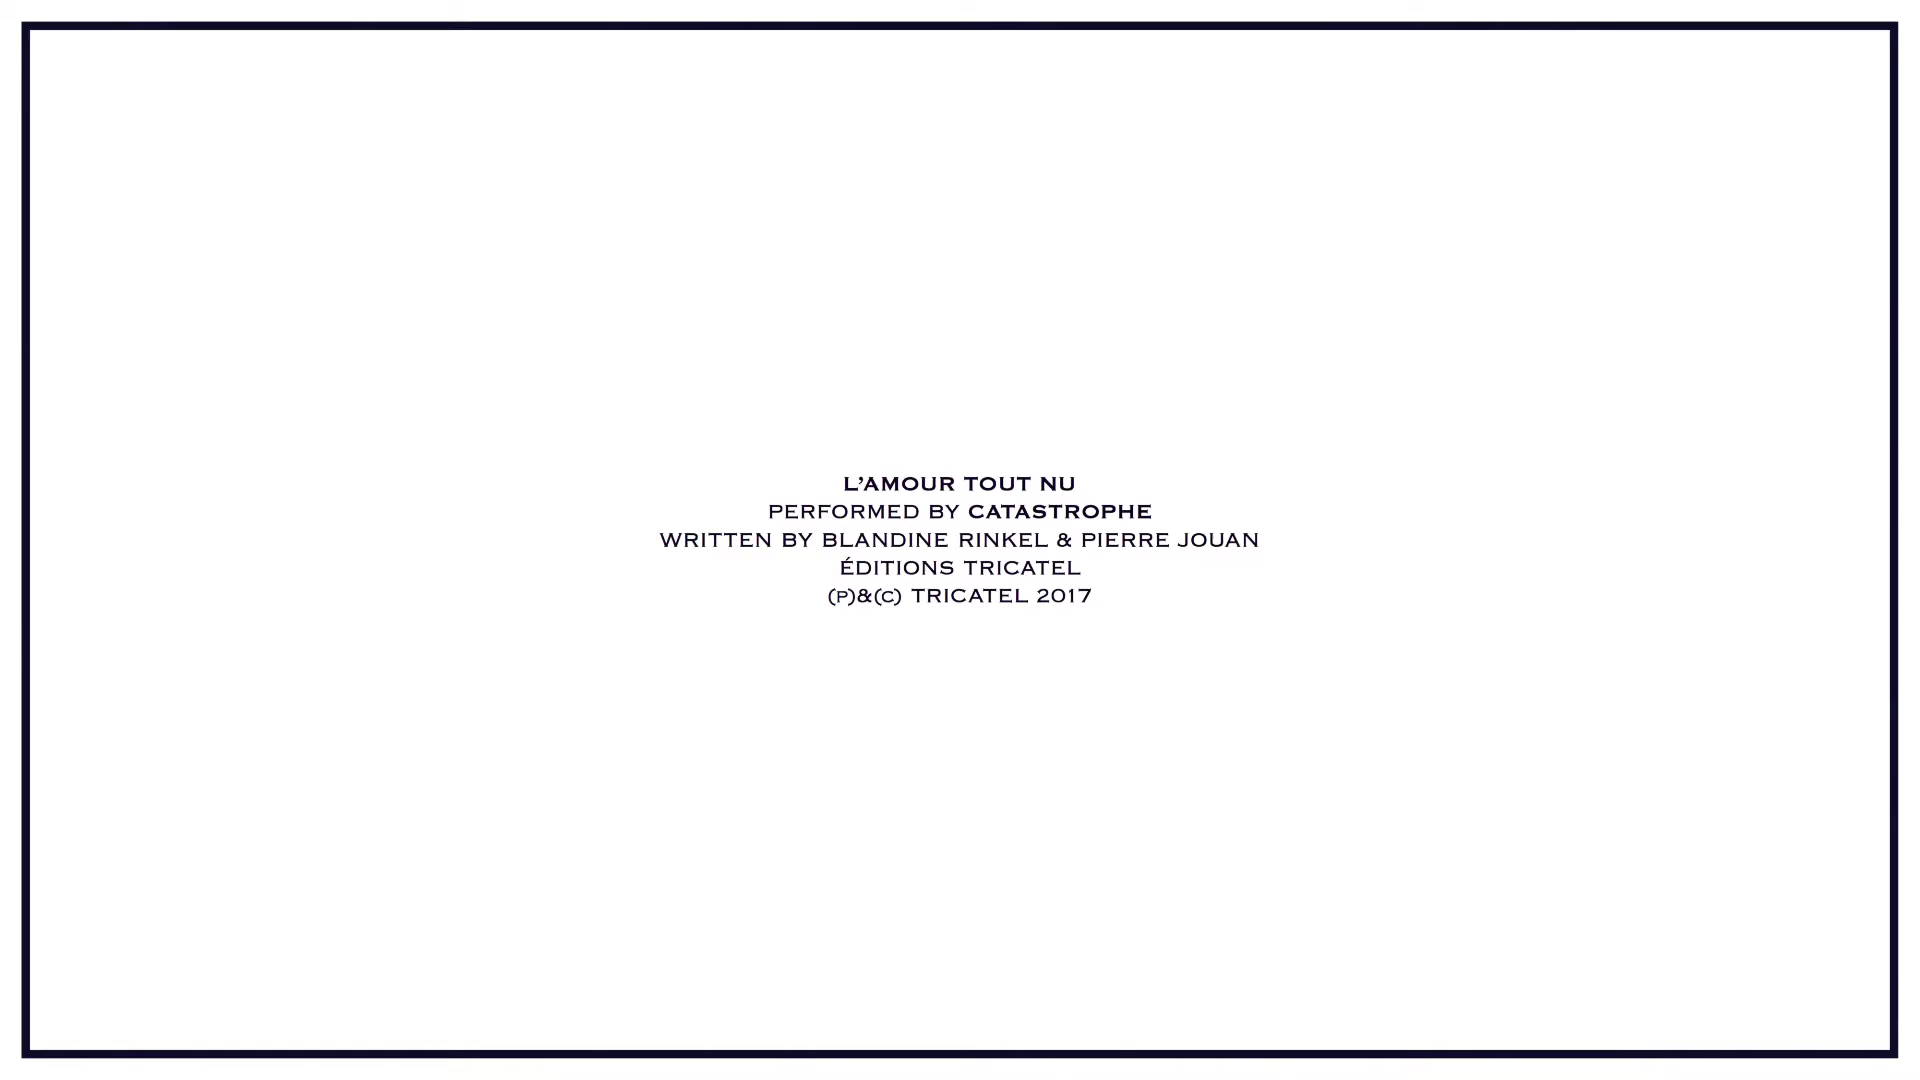 L’AMOUR TOUT NU
PERFORMED BY CATASTROPHE
WRITTEN BY BLANDINE RINKEL & PIERRE JOUAN
ÉDITIONS TRICATEL
(P)&(C) TRICATEL 2017